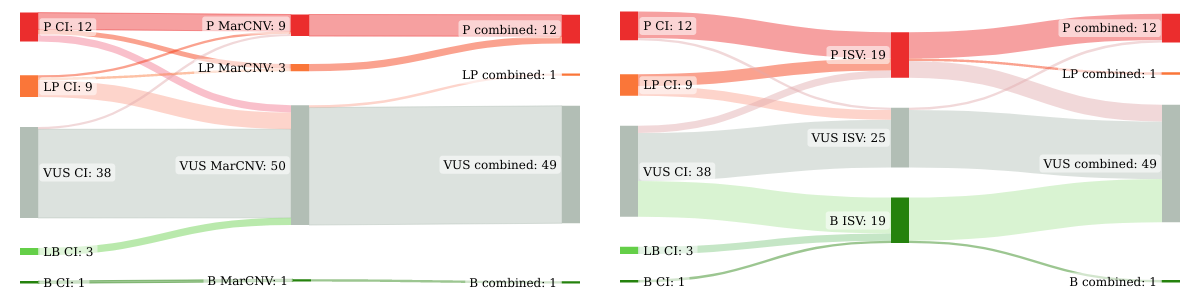 P CI: 12
LP CI: 9
VUS CI: 38
LB CI: 3
B CI: 1
P MarCNV: 9
LP MarCNV: 3
VUS MarCNV: 50
B MarCNV: 1
P combined: 12
LP combined: 1
VUS combined: 49
B combined: 1
P CI: 12
LP CI: 9
VUS CI: 38
LB CI: 3
B CI: 1
P ISV: 19
VUS ISV: 25
B ISV: 19
P combined: 12
LP combined: 1
VUS combined: 49
B combined: 1